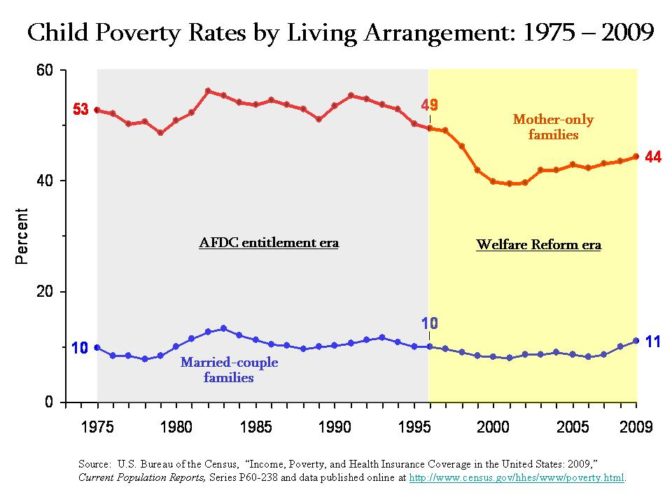 Child Poverty Rates by Living Arrangement: 1975 – 2009
60
53
49
Mother-only
families
44
40
Percent
AFDC entitlement era
Welfare Reform era
20
10
10
11
Married-couple
families
0
1975 1980 1985 1990 1995 2000 2005 2009
Source: U.S. Bureau of the Census, “Income, Poverty, and Health Insurance Coverage in the United States: 2009,”
Current Population Reports, Series P60-238 and data published online at http://www.census.gov/hhes/www/poverty.html.